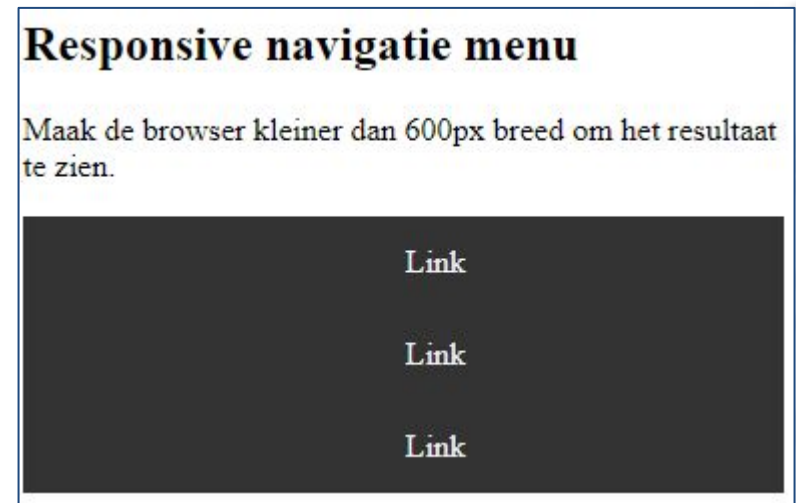 Responsive navigatie menu
Maak de browser kleiner dan 600px breed om het resultaat
te zien.
Link
Link
Link